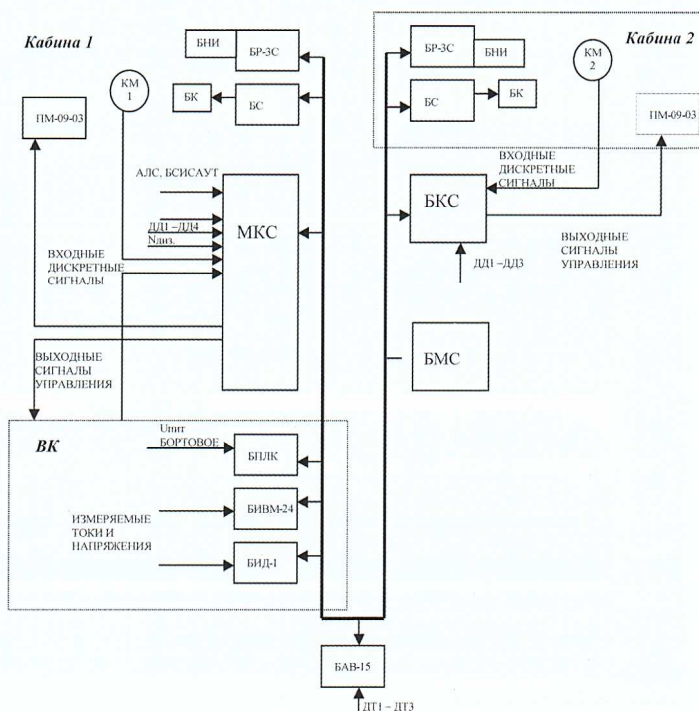 Кабина 1
БНИ
БР-3С
КМ
1
БК
БС
ПМ-09-03
АЛС, БСИСАУТ
ДД1 –ДД4
Nдиз.
МКС
ВХОДНЫЕ
ДИСКРЕТНЫЕ
СИГНАЛЫ
ВЫХОДНЫЕ
СИГНАЛЫ
УПРАВЛЕНИЯ
ВК
Uпит
БОРТОВОЕ
БПЛК
БИВМ-24
ИЗМЕРЯЕМЫЕ
ТОКИ И
НАПРЯЖЕНИЯ
БИД-1
Кабина 2
БР-3С
БНИ
КМ
2
БС
БК
ПМ-09-03
ВХОДНЫЕ
ДИСКРЕТНЫЕ
СИГНАЛЫ
БКС
ВЫХОДНЫЕ
СИГНАЛЫ
УПРАВЛЕНИЯ
ДД1 –ДД3
БМС
БАВ-15
ДТ1 – ДТ3